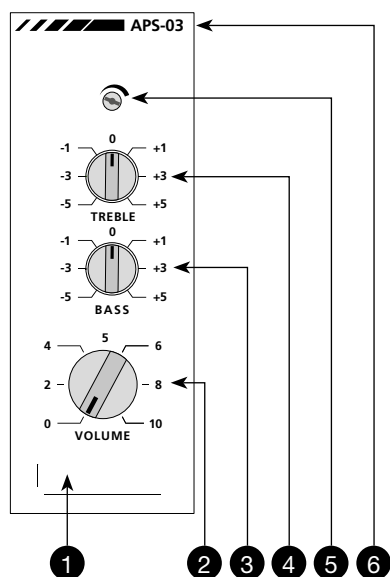 APS-03
0
-1 +1
-3 +3
-5 +5
TREBLE
0
-1 +1
-3 +3
-5 +5
BASS
5
4 6
2 8
0 10
VOLUME
1 2 3 4 5 6